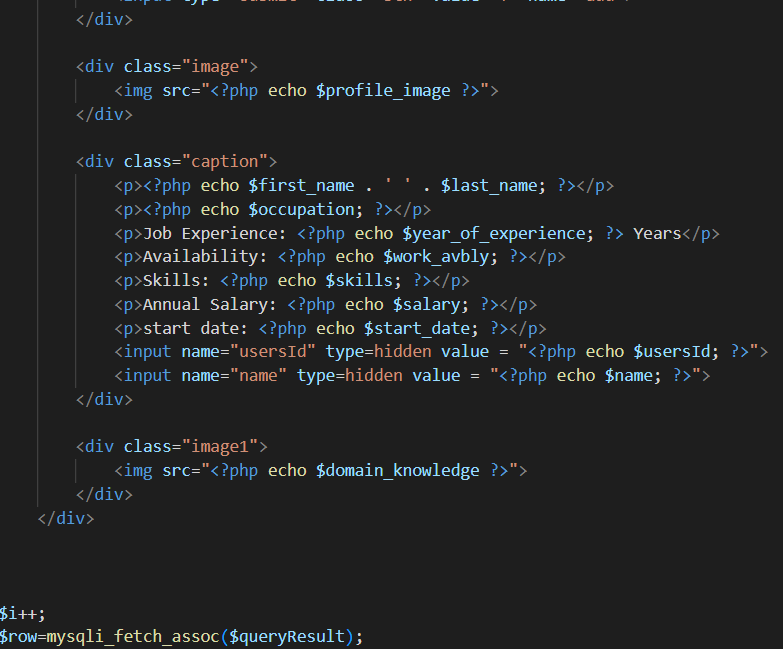 </div>
<div class="image">
<img src="<?php echo $profile_image ?>">
</div>
<div class="caption">
<p><?php echo $first_name . ' ' . $last_name; ?></p>
<p><?php echo $occupation; ?></p>
<p>Job Experience: <?php echo $year_of_experience; ?> Years</p>
<p>Availability: <?php echo $work_avbly; ?></p>
<p>Skills: <?php echo $skills; ?></p>
<p>Annual Salary: <?php echo $salary; ?></p>
<p>start date: <?php echo $start_date; ?></p>
<input name="usersId" type=hidden value = "<?php echo $usersId; ?>">
<input name="name" type=hidden value = "<?php echo $name; ?>">
</div>
<div class="image1">
<img src="<?php echo $domain_knowledge ?>">
</div>
</div>
$i++;
$row=mysqli_fetch_assoc($queryResult);